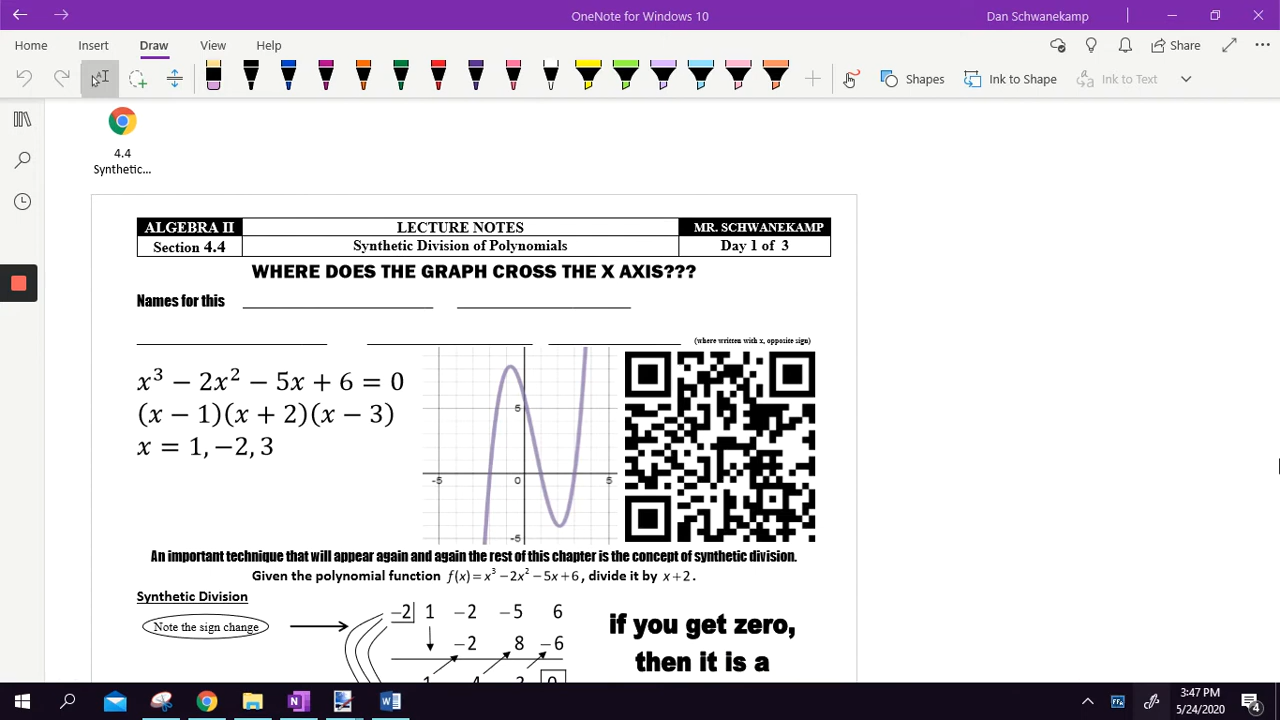 OneNote for Windows 10
Dan Schwanekamp
Home Insert Draw View Help
Share
Shapes Ink to Shape Ink to Text
4.4
Synthetic...
ALGEBRA II LECTURE NOTES MR. SCHWANEKAMP
Section 4.4 Synthetic Division of Polynomials Day 1 of 3
WHERE DOES THE GRAPH CROSS THE X AXIS???
Names for this
(where written with x, opposite sign)
x³ − 2x² − 5x + 6 = 0
(x − 1)(x + 2)(x − 3)
x = 1, −2, 3
5
-5 0 5
-5
An important technique that will appear again and again the rest of this chapter is the concept of synthetic division.
Given the polynomial function f(x) = x³ − 2x² − 5x + 6, divide it by x + 2.
Synthetic Division
Note the sign change
−2 1 −2 −5 6
−2 8 −6
if you get zero,
then it is a
3:47 PM
5/24/2020
4